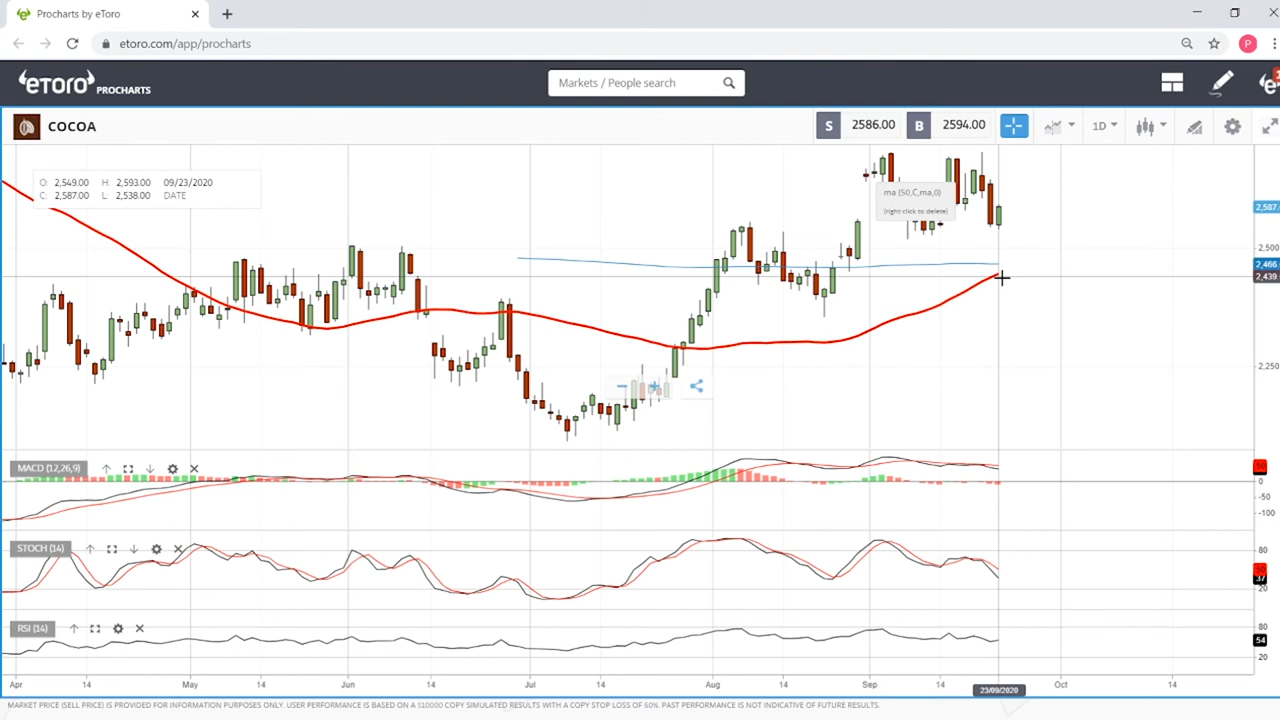 Procharts by eToro
etoro.com/app/procharts
P
eTORO PROCHARTS
Markets / People search
COCOA
S 2586.00 B 2594.00
1D
O: 2,549.00 H: 2,593.00 09/23/2020
C: 2,587.00 L: 2,538.00 DATE
ma (50,C,ma,0)
(right click to delete)
2,587
2,500
2,466
2,439
2,250
MACD (12,26,9)
0
-50
-100
STOCH (14)
80
50
37
20
RSI (14)
80
54
20
Apr 14 May 14 Jun 14 Jul 14 Aug 14 Sep 14 23/09/2020 Oct 14
MARKET PRICE (SELL PRICE) IS PROVIDED FOR INFORMATION PURPOSES ONLY. USER PERFORMANCE IS BASED ON A $10000 COPY SIMULATED RESULTS WITH A COPY STOP LOSS OF 60%. PAST PERFORMANCE IS NOT INDICATIVE OF FUTURE RESULTS.